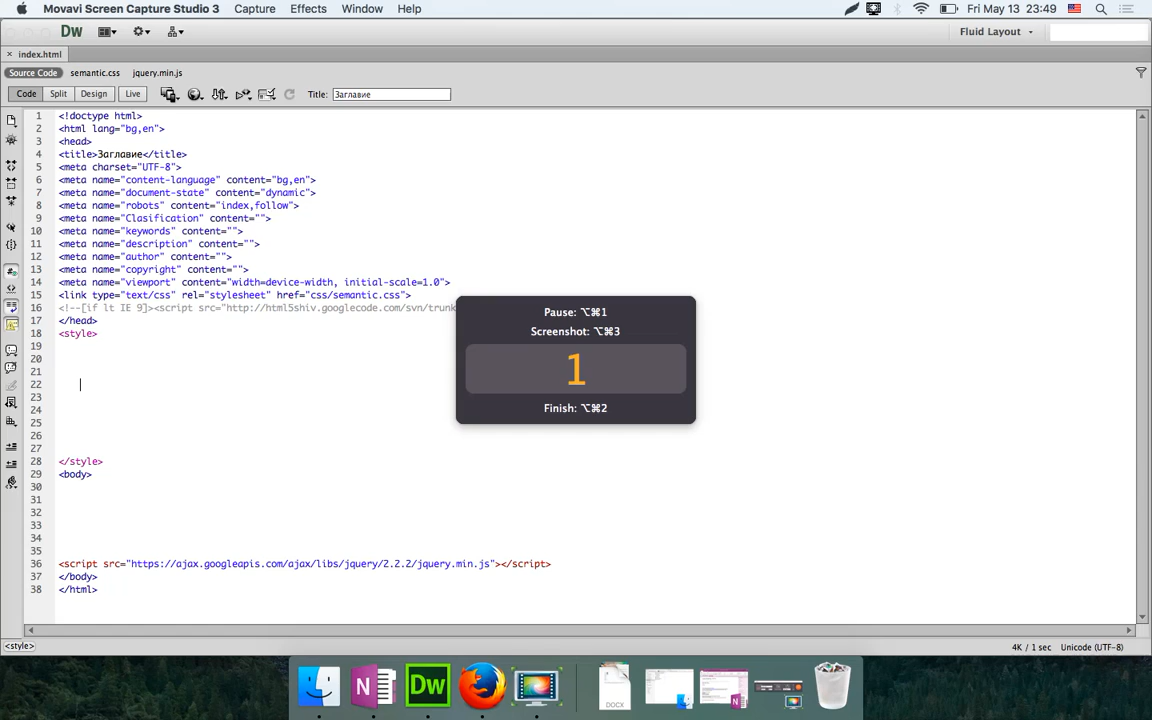 Movavi Screen Capture Studio 3 Capture Effects Window Help Fri May 13 23:49
Dw Fluid Layout
× index.html
Source Code semantic.css jquery.min.js
Code Split Design Live Title: Заглавие
1 <!doctype html>
2 <html lang="bg,en">
3 <head>
4 <title>Заглавие</title>
5 <meta charset="UTF-8">
6 <meta name="content-language" content="bg,en">
7 <meta name="document-state" content="dynamic">
8 <meta name="robots" content="index,follow">
9 <meta name="Clasification" content="">
10 <meta name="keywords" content="">
11 <meta name="description" content="">
12 <meta name="author" content="">
13 <meta name="copyright" content="">
14 <meta name="viewport" content="width=device-width, initial-scale=1.0">
15 <link type="text/css" rel="stylesheet" href="css/semantic.css">
16 <!--[if lt IE 9]><script src="http://html5shiv.googlecode.com/svn/trunk
17 </head>
18 <style>
19
20
21
22
23
24
25
26
27
28 </style>
29 <body>
30
31
32
33
34
35
36 <script src="https://ajax.googleapis.com/ajax/libs/jquery/2.2.2/jquery.min.js"></script>
37 </body>
38 </html>
Pause: ⌥⌘1
Screenshot: ⌥⌘3
1
Finish: ⌥⌘2
<style> 4K / 1 sec Unicode (UTF-8)
N Dw DOCX